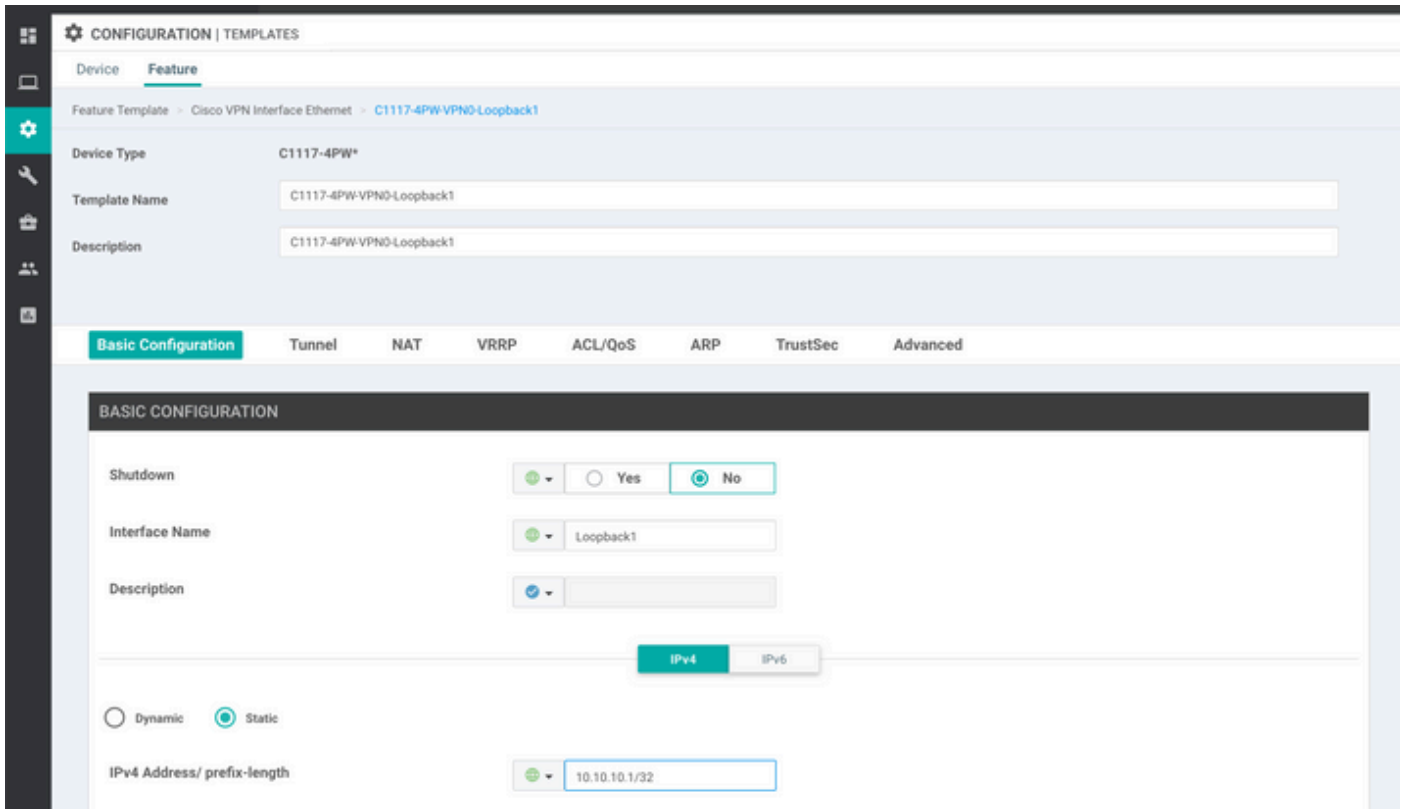 CONFIGURATION | TEMPLATES
Device Feature
Feature Template > Cisco VPN Interface Ethernet > C1117-4PW-VPN0-Loopback1
Device Type C1117-4PW*
Template Name C1117-4PW-VPN0-Loopback1
Description C1117-4PW-VPN0-Loopback1
Basic Configuration Tunnel NAT VRRP ACL/QoS ARP TrustSec Advanced
BASIC CONFIGURATION
Shutdown Yes No
Interface Name Loopback1
Description
IPv4 IPv6
Dynamic Static
IPv4 Address/ prefix-length 10.10.10.1/32